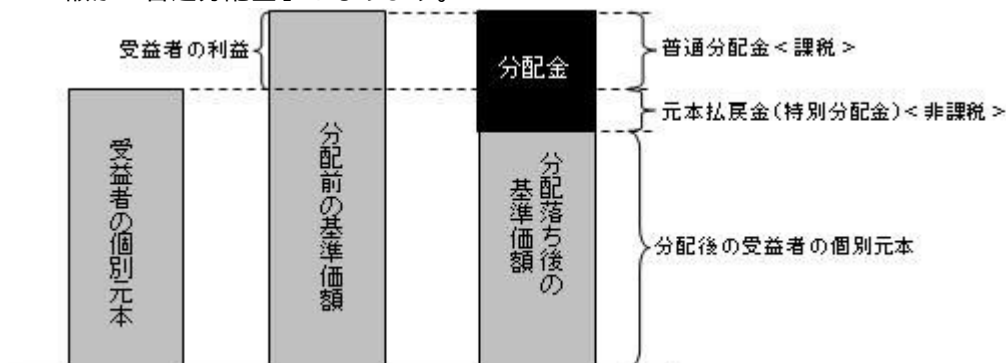 受益者の利益
分配金
普通分配金<課税>
元本払戻金(特別分配金)<非課税>
受益者の個別元本
分配前の基準価額
分配落ち後の
基準価額
分配後の受益者の個別元本